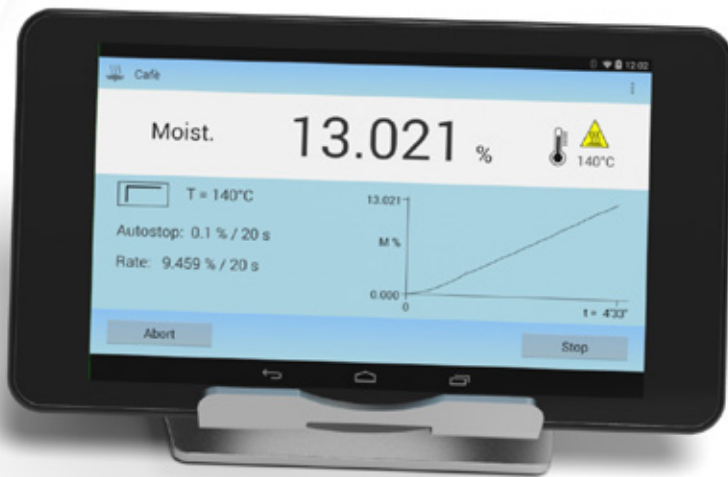 12:02
Cafè
Moist. 13.021 % 140°C
T = 140°C
Autostop: 0.1 % / 20 s
Rate: 9.459 % / 20 s
13.021
M %
0.000
0
t = 4'33"
Abort
Stop